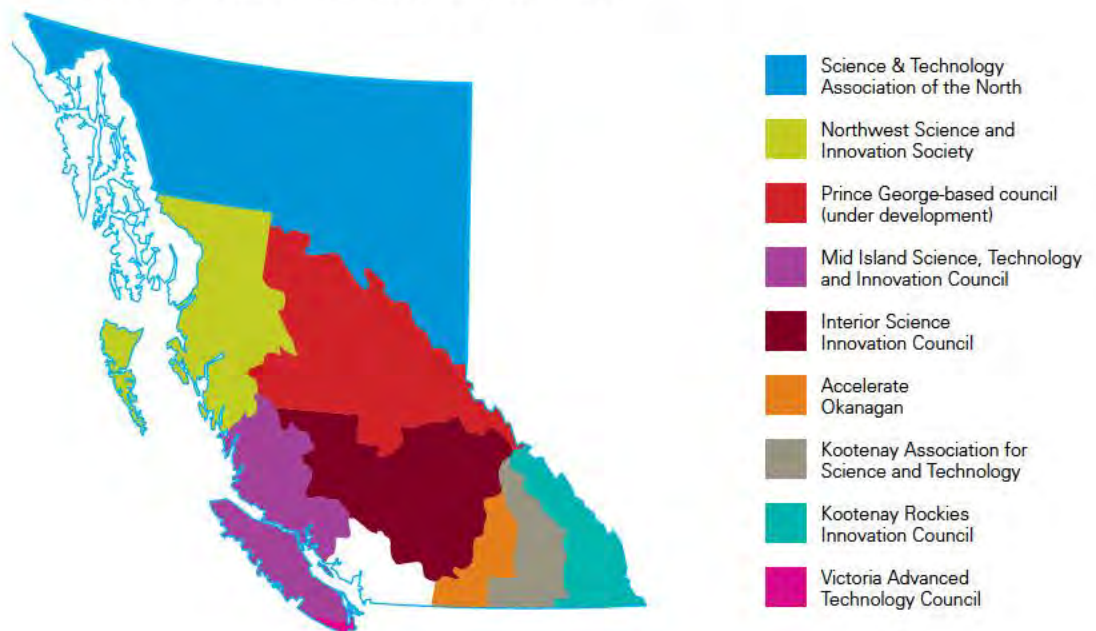 Science & Technology
Association of the North
Northwest Science and
Innovation Society
Prince George-based council
(under development)
Mid Island Science, Technology
and Innovation Council
Interior Science
Innovation Council
Accelerate
Okanagan
Kootenay Association for
Science and Technology
Kootenay Rockies
Innovation Council
Victoria Advanced
Technology Council